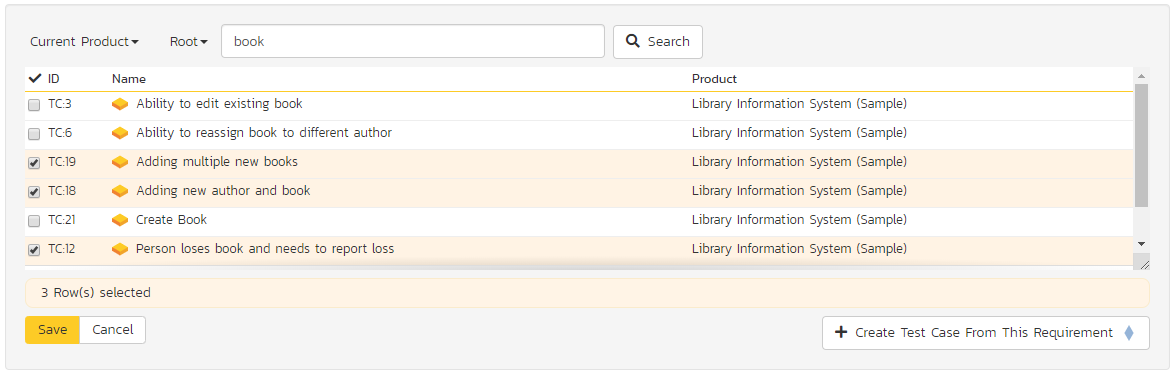 Current Product Root book Search
ID Name Product
TC:3 Ability to edit existing book Library Information System (Sample)
TC:6 Ability to reassign book to different author Library Information System (Sample)
TC:19 Adding multiple new books Library Information System (Sample)
TC:18 Adding new author and book Library Information System (Sample)
TC:21 Create Book Library Information System (Sample)
TC:12 Person loses book and needs to report loss Library Information System (Sample)
3 Row(s) selected
Save Cancel Create Test Case From This Requirement